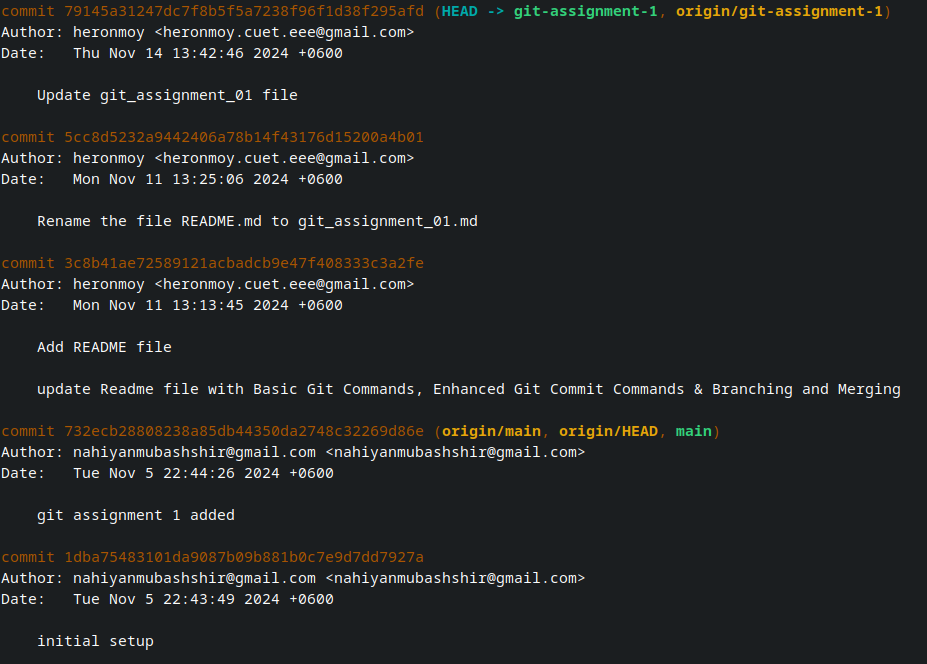 commit 79145a31247dc7f8b5f5a7238f96f1d38f295afd (HEAD -> git-assignment-1, origin/git-assignment-1)
Author: heronmoy <heronmoy.cuet.eee@gmail.com>
Date:   Thu Nov 14 13:42:46 2024 +0600
    Update git_assignment_01 file
commit 5cc8d5232a9442406a78b14f43176d15200a4b01
Author: heronmoy <heronmoy.cuet.eee@gmail.com>
Date:   Mon Nov 11 13:25:06 2024 +0600
    Rename the file README.md to git_assignment_01.md
commit 3c8b41ae72589121acbadcb9e47f408333c3a2fe
Author: heronmoy <heronmoy.cuet.eee@gmail.com>
Date:   Mon Nov 11 13:13:45 2024 +0600
    Add README file
    update Readme file with Basic Git Commands, Enhanced Git Commit Commands & Branching and Merging
commit 732ecb28808238a85db44350da2748c32269d86e (origin/main, origin/HEAD, main)
Author: nahiyanmubashshir@gmail.com <nahiyanmubashshir@gmail.com>
Date:   Tue Nov 5 22:44:26 2024 +0600
    git assignment 1 added
commit 1dba75483101da9087b09b881b0c7e9d7dd7927a
Author: nahiyanmubashshir@gmail.com <nahiyanmubashshir@gmail.com>
Date:   Tue Nov 5 22:43:49 2024 +0600
    initial setup